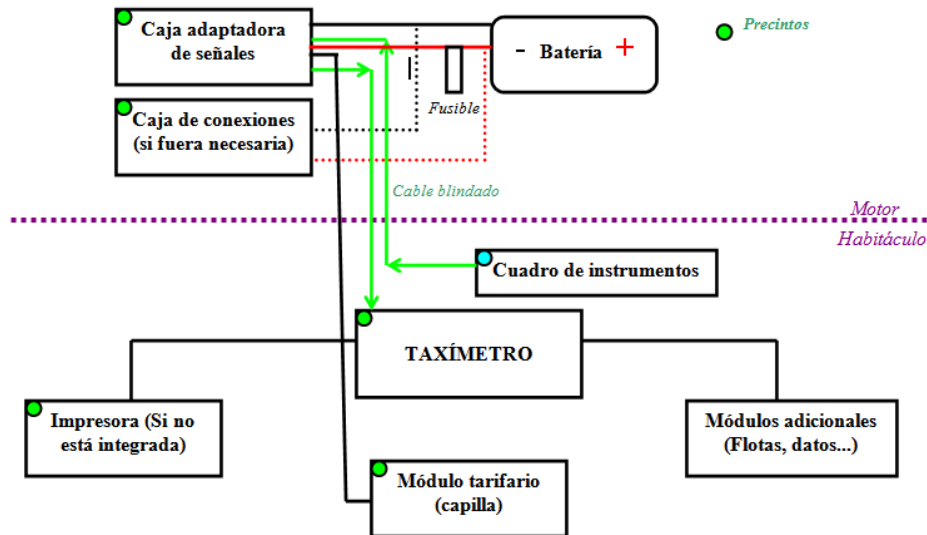 Caja adaptadora
de señales
- Batería +
Precintos
Fusible
Caja de conexiones
(si fuera necesaria)
Cable blindado
Motor
Habitáculo
Cuadro de instrumentos
TAXÍMETRO
Impresora (Si no
está integrada)
Módulos adicionales
(Flotas, datos...)
Módulo tarifario
(capilla)